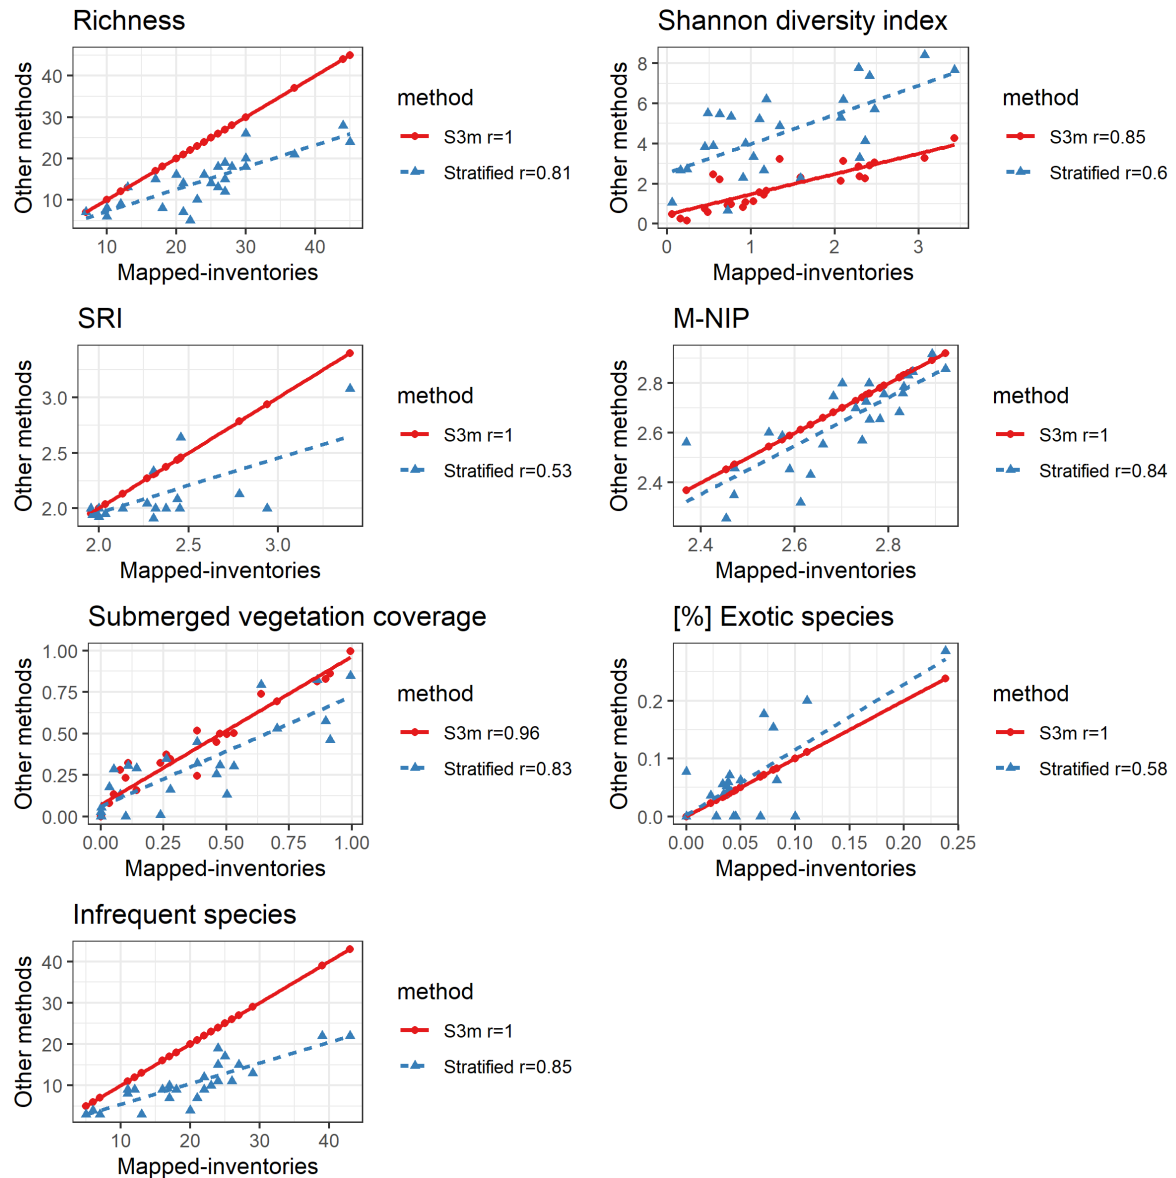 Richness
Other methods
40
30
20
10
10 20 30 40
Mapped-inventories
method
S3m r=1
Stratified r=0.81
Shannon diversity index
Other methods
8
6
4
2
0
0 1 2 3
Mapped-inventories
method
S3m r=0.85
Stratified r=0.6
SRI
Other methods
3.0
2.5
2.0
2.0 2.5 3.0
Mapped-inventories
method
S3m r=1
Stratified r=0.53
M-NIP
Other methods
2.8
2.6
2.4
2.4 2.6 2.8
Mapped-inventories
method
S3m r=1
Stratified r=0.84
Submerged vegetation coverage
Other methods
1.00
0.75
0.50
0.25
0.00
0.00 0.25 0.50 0.75 1.00
Mapped-inventories
method
S3m r=0.96
Stratified r=0.83
[%] Exotic species
Other methods
0.2
0.1
0.0
0.00 0.05 0.10 0.15 0.20 0.25
Mapped-inventories
method
S3m r=1
Stratified r=0.58
Infrequent species
Other methods
40
30
20
10
10 20 30 40
Mapped-inventories
method
S3m r=1
Stratified r=0.85